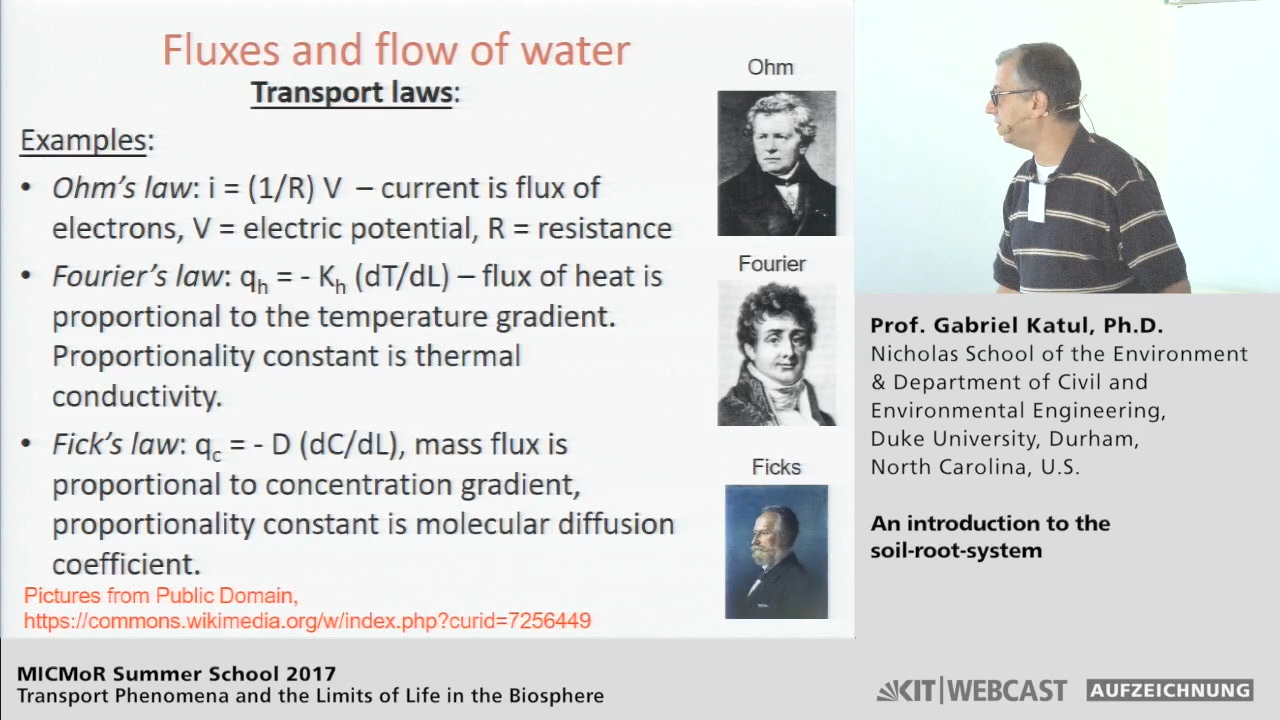 Fluxes and flow of water
Transport laws:
Examples:
• Ohm's law: i = (1/R) V – current is flux of
electrons, V = electric potential, R = resistance
• Fourier's law: qh = - Kh (dT/dL) – flux of heat is
proportional to the temperature gradient.
Proportionality constant is thermal
conductivity.
• Fick's law: qc = - D (dC/dL), mass flux is
proportional to concentration gradient,
proportionality constant is molecular diffusion
coefficient.
Pictures from Public Domain,
https://commons.wikimedia.org/w/index.php?curid=7256449
Ohm
Fourier
Ficks
Prof. Gabriel Katul, Ph.D.
Nicholas School of the Environment
& Department of Civil and
Environmental Engineering,
Duke University, Durham,
North Carolina, U.S.
An introduction to the
soil-root-system
MICMoR Summer School 2017
Transport Phenomena and the Limits of Life in the Biosphere
KIT|WEBCAST AUFZEICHNUNG